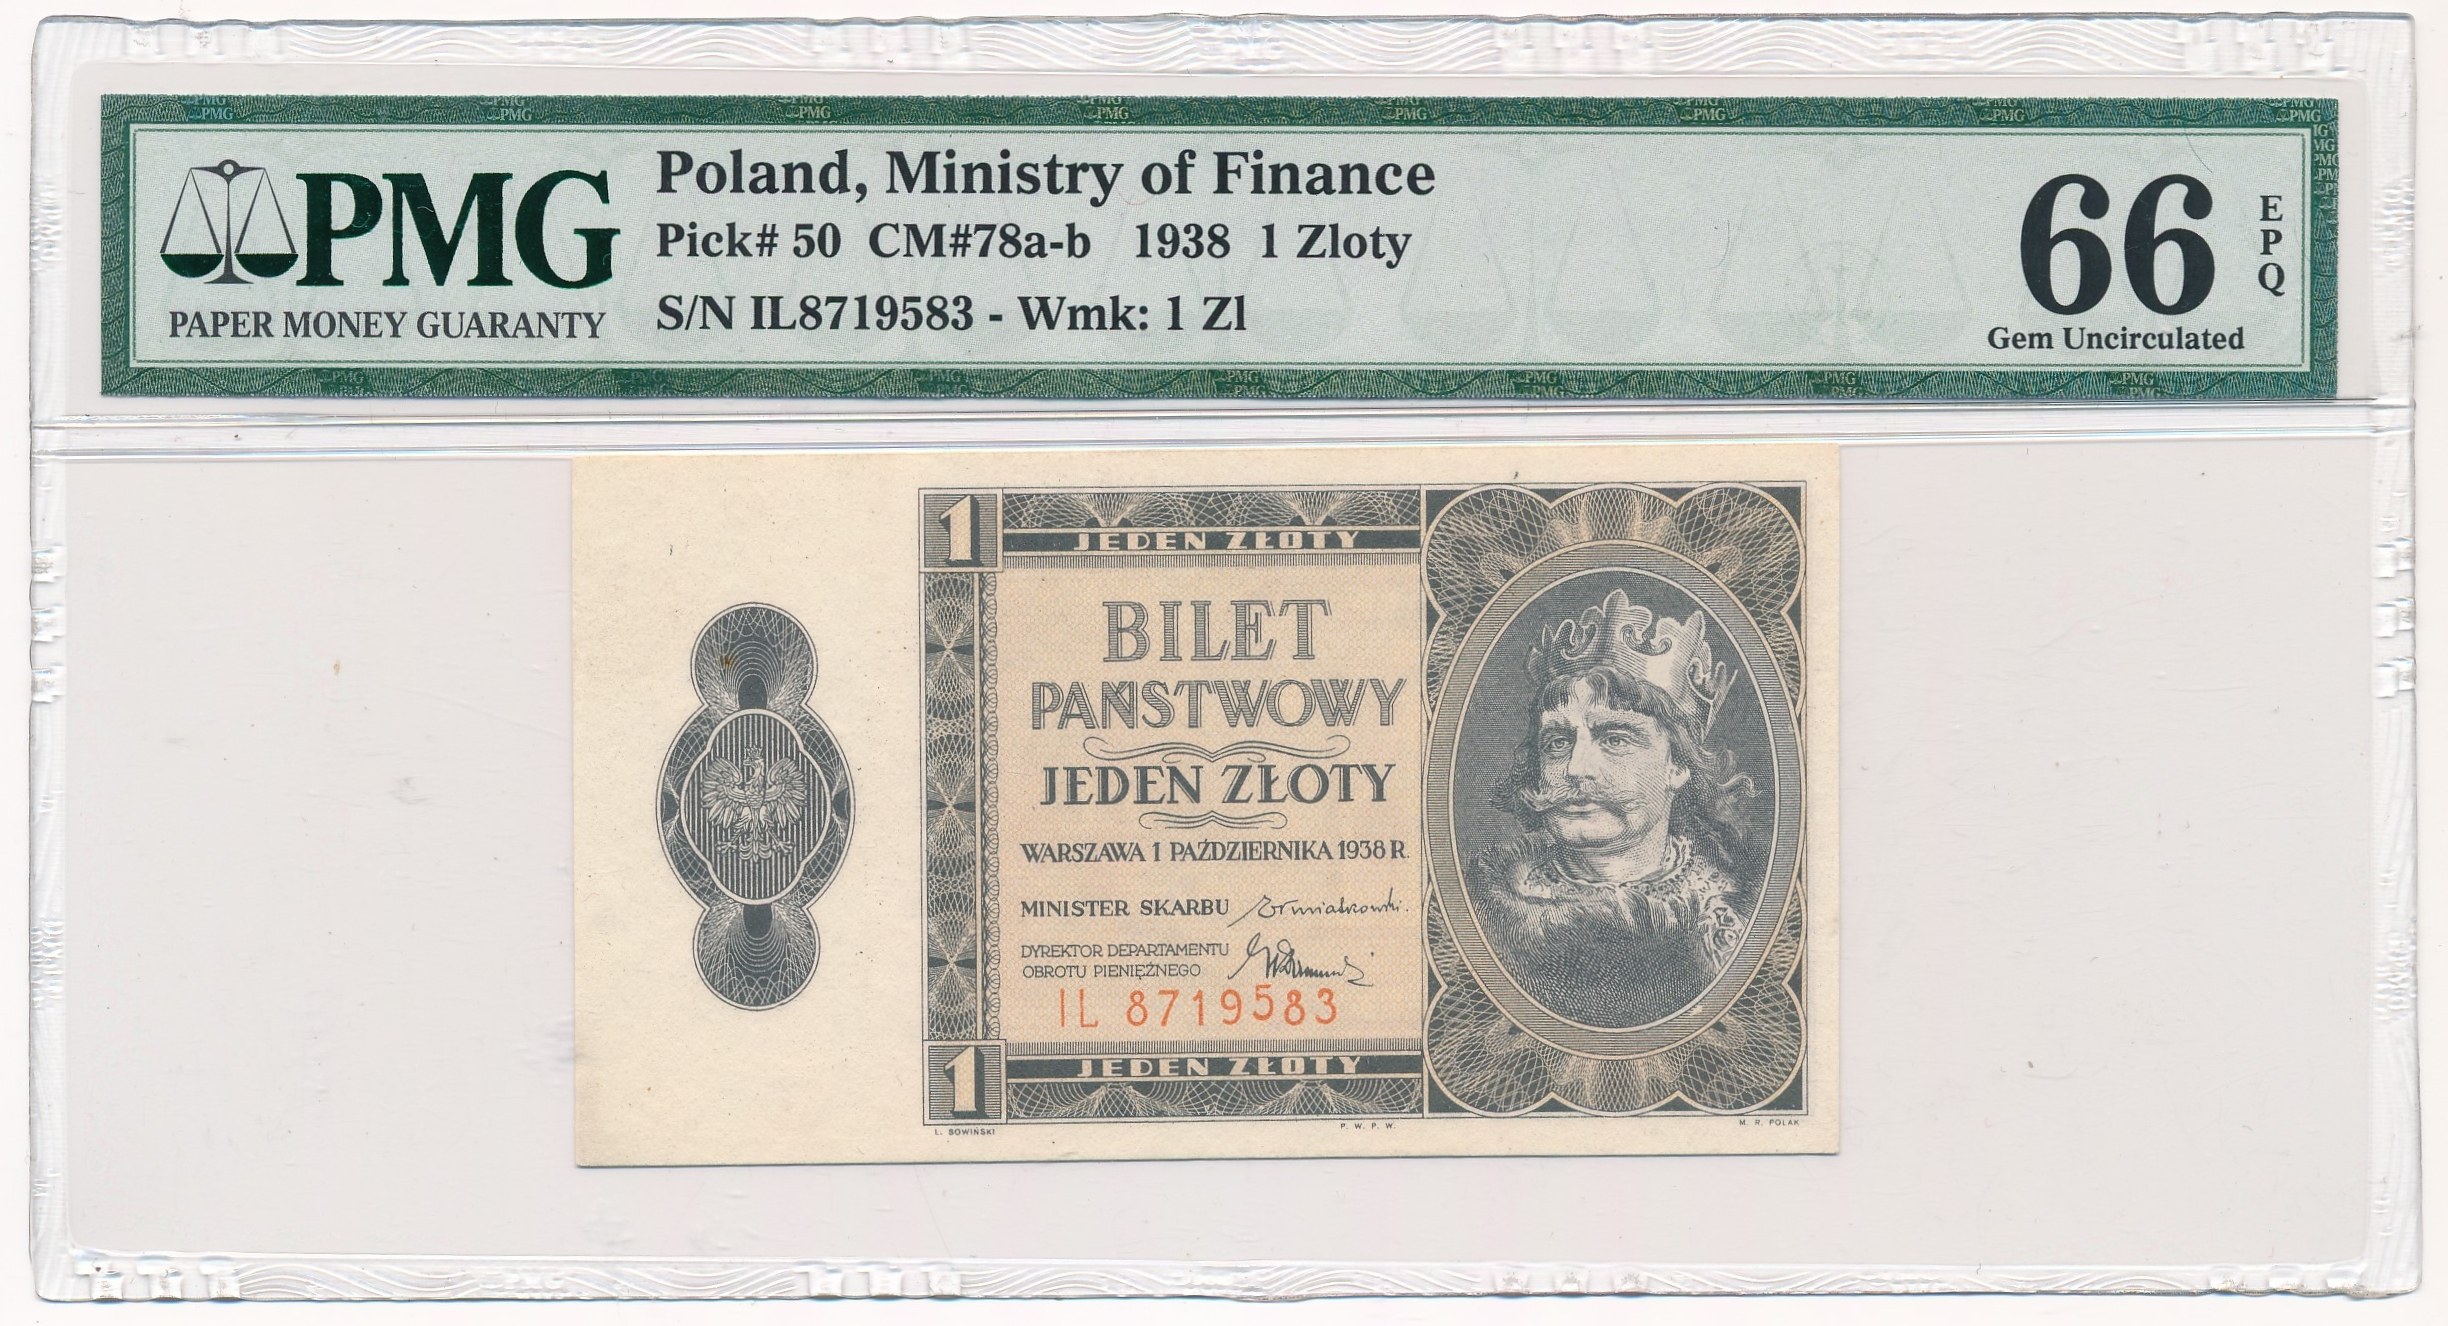 PMG
PAPER MONEY GUARANTY
Poland, Ministry of Finance
Pick# 50 CM#78a-b 1938 1 Zloty
S/N IL8719583 - Wmk: 1 Zl
66
EPQ
Gem Uncirculated
1
JEDEN ZŁOTY
BILET
PAŃSTWOWY
JEDEN ZŁOTY
WARSZAWA 1 PAŹDZIERNIKA 1938 R.
MINISTER SKARBU
DYREKTOR DEPARTAMENTU
OBROTU PIENIĘŻNEGO
IL 8719583
1
JEDEN ZŁOTY
Ł. SOWIŃSKI
P. W. P. W.
M. R. POLAK